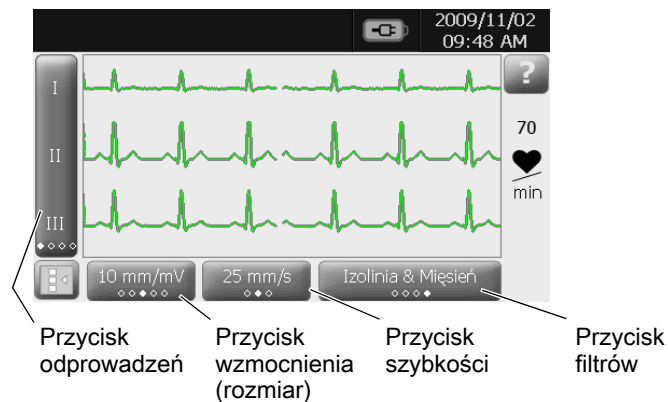 2009/11/02
09:48 AM
I
?
70
II
min
III
10 mm/mV
25 mm/s
Izolinia & Mięsień
Przycisk
odprowadzeń
Przycisk
wzmocnienia
(rozmiar)
Przycisk
szybkości
Przycisk
filtrów